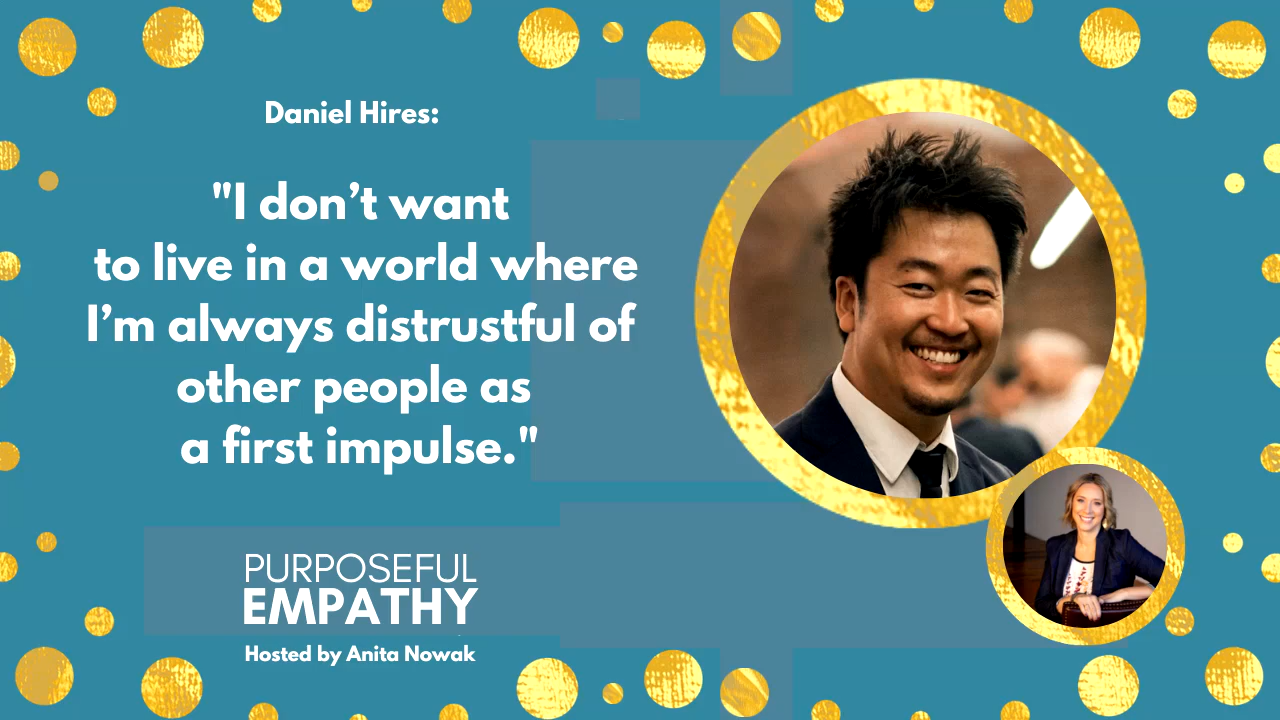 Daniel Hires:
"I don’t want
to live in a world where
I’m always distrustful of
other people as
a first impulse."
PURPOSEFUL
EMPATHY
Hosted by Anita Nowak